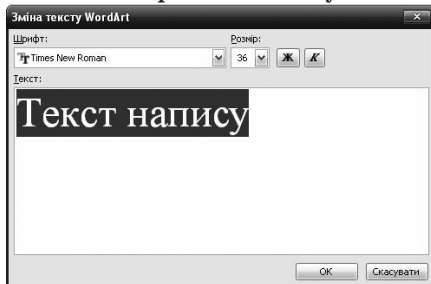 Зміна тексту WordArt
Шрифт: Розмір:
Times New Roman 36 Ж К
Текст:
Текст напису
ОК Скасувати